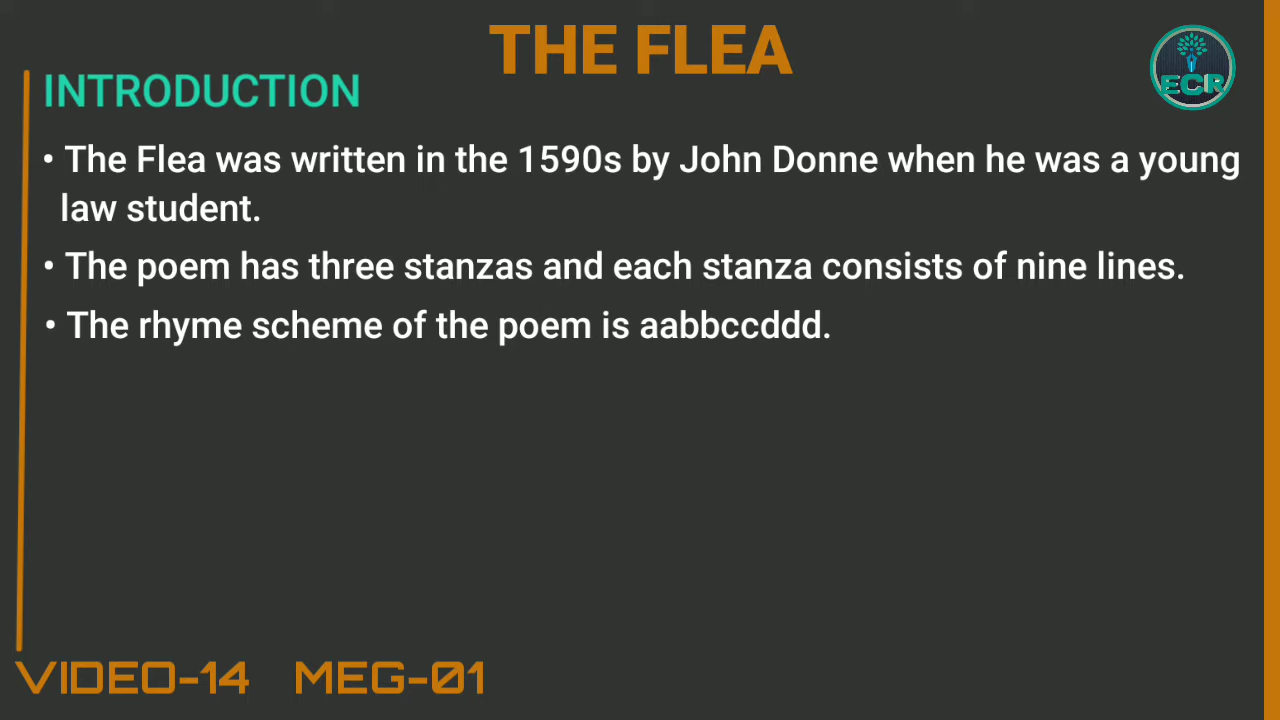 THE FLEA
ECR
INTRODUCTION
• The Flea was written in the 1590s by John Donne when he was a young
law student.
• The poem has three stanzas and each stanza consists of nine lines.
• The rhyme scheme of the poem is aabbccddd.
VIDEO-14 MEG-01